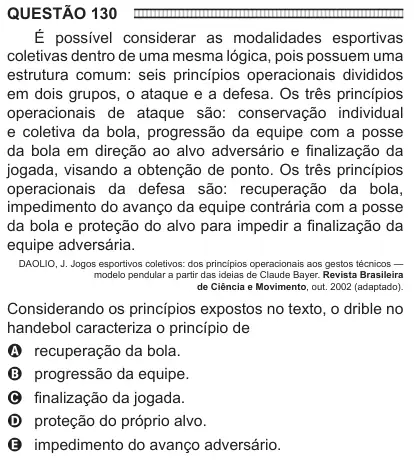 QUESTÃO 130
É possível considerar as modalidades esportivas
coletivas dentro de uma mesma lógica, pois possuem uma
estrutura comum: seis princípios operacionais divididos
em dois grupos, o ataque e a defesa. Os três princípios
operacionais de ataque são: conservação individual
e coletiva da bola, progressão da equipe com a posse
da bola em direção ao alvo adversário e finalização da
jogada, visando a obtenção de ponto. Os três princípios
operacionais da defesa são: recuperação da bola,
impedimento do avanço da equipe contrária com a posse
da bola e proteção do alvo para impedir a finalização da
equipe adversária.
DAOLIO, J. Jogos esportivos coletivos: dos princípios operacionais aos gestos técnicos —
modelo pendular a partir das ideias de Claude Bayer. Revista Brasileira
de Ciência e Movimento, out. 2002 (adaptado).
Considerando os princípios expostos no texto, o drible no
handebol caracteriza o princípio de
A recuperação da bola.
B progressão da equipe.
C finalização da jogada.
D proteção do próprio alvo.
E impedimento do avanço adversário.